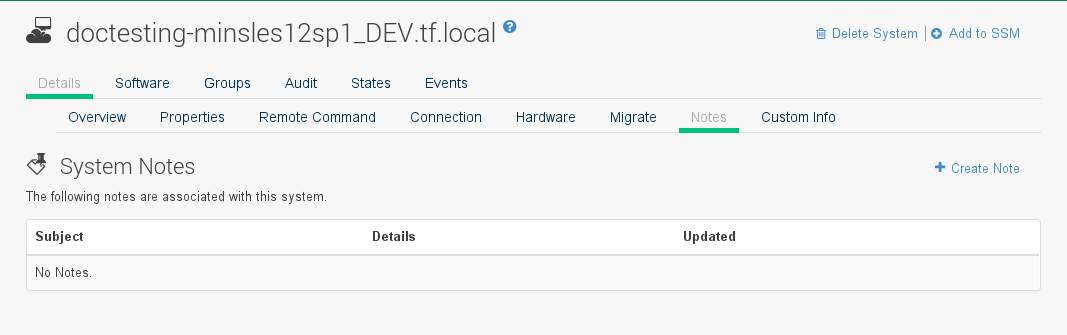 doctesting-minsles12sp1_DEV.tf.local ?
Delete System | Add to SSM
Details Software Groups Audit States Events
Overview Properties Remote Command Connection Hardware Migrate Notes Custom Info
System Notes
Create Note
The following notes are associated with this system.
Subject Details Updated
No Notes.